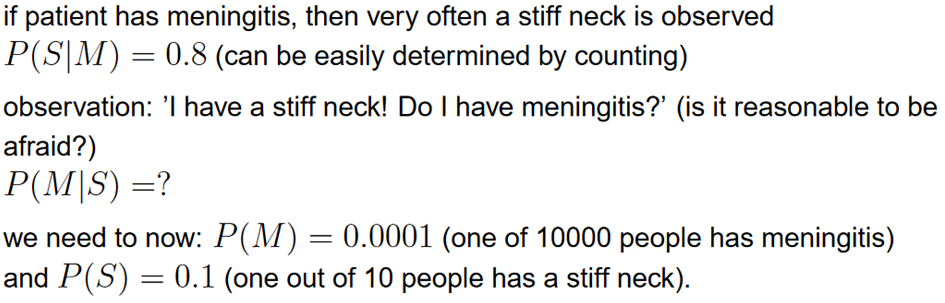 if patient has meningitis, then very often a stiff neck is observed
P(S|M) = 0.8 (can be easily determined by counting)
observation: ’I have a stiff neck! Do I have meningitis?’ (is it reasonable to be
afraid?)
P(M|S) =?
we need to now: P(M) = 0.0001 (one of 10000 people has meningitis)
and P(S) = 0.1 (one out of 10 people has a stiff neck).